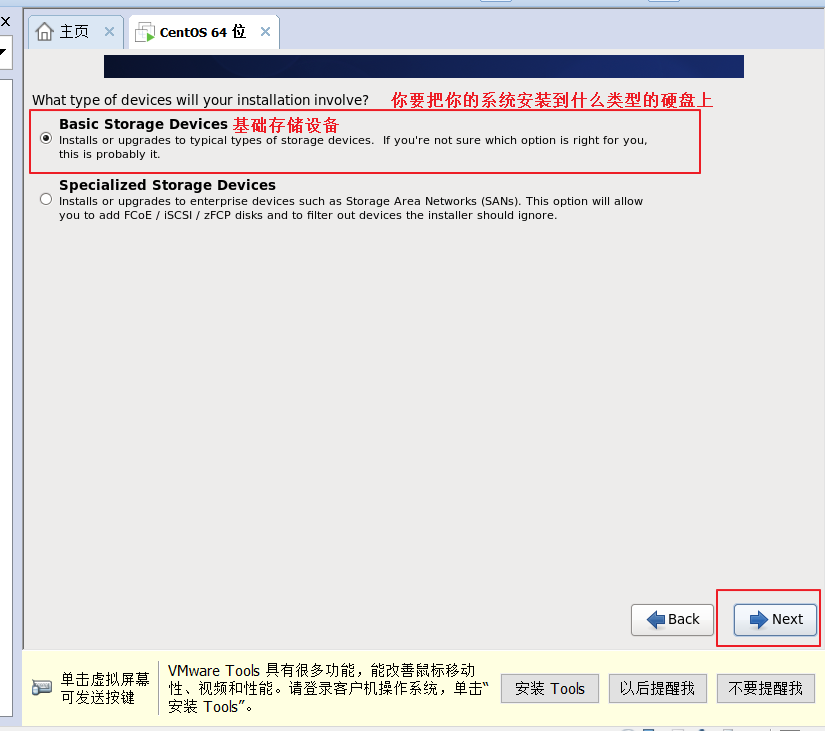 主页
CentOS 64 位
What type of devices will your installation involve? 你要把你的系统安装到什么类型的硬盘上
Basic Storage Devices 基础存储设备
Installs or upgrades to typical types of storage devices. If you're not sure which option is right for you,
this is probably it.
Specialized Storage Devices
Installs or upgrades to enterprise devices such as Storage Area Networks (SANs). This option will allow
you to add FCoE / iSCSI / zFCP disks and to filter out devices the installer should ignore.
Back
Next
单击虚拟屏幕
可发送按键
VMware Tools 具有很多功能，能改善鼠标移动
性、视频和性能。请登录客户机操作系统，单击“
安装 Tools”。
安装 Tools
以后提醒我
不要提醒我